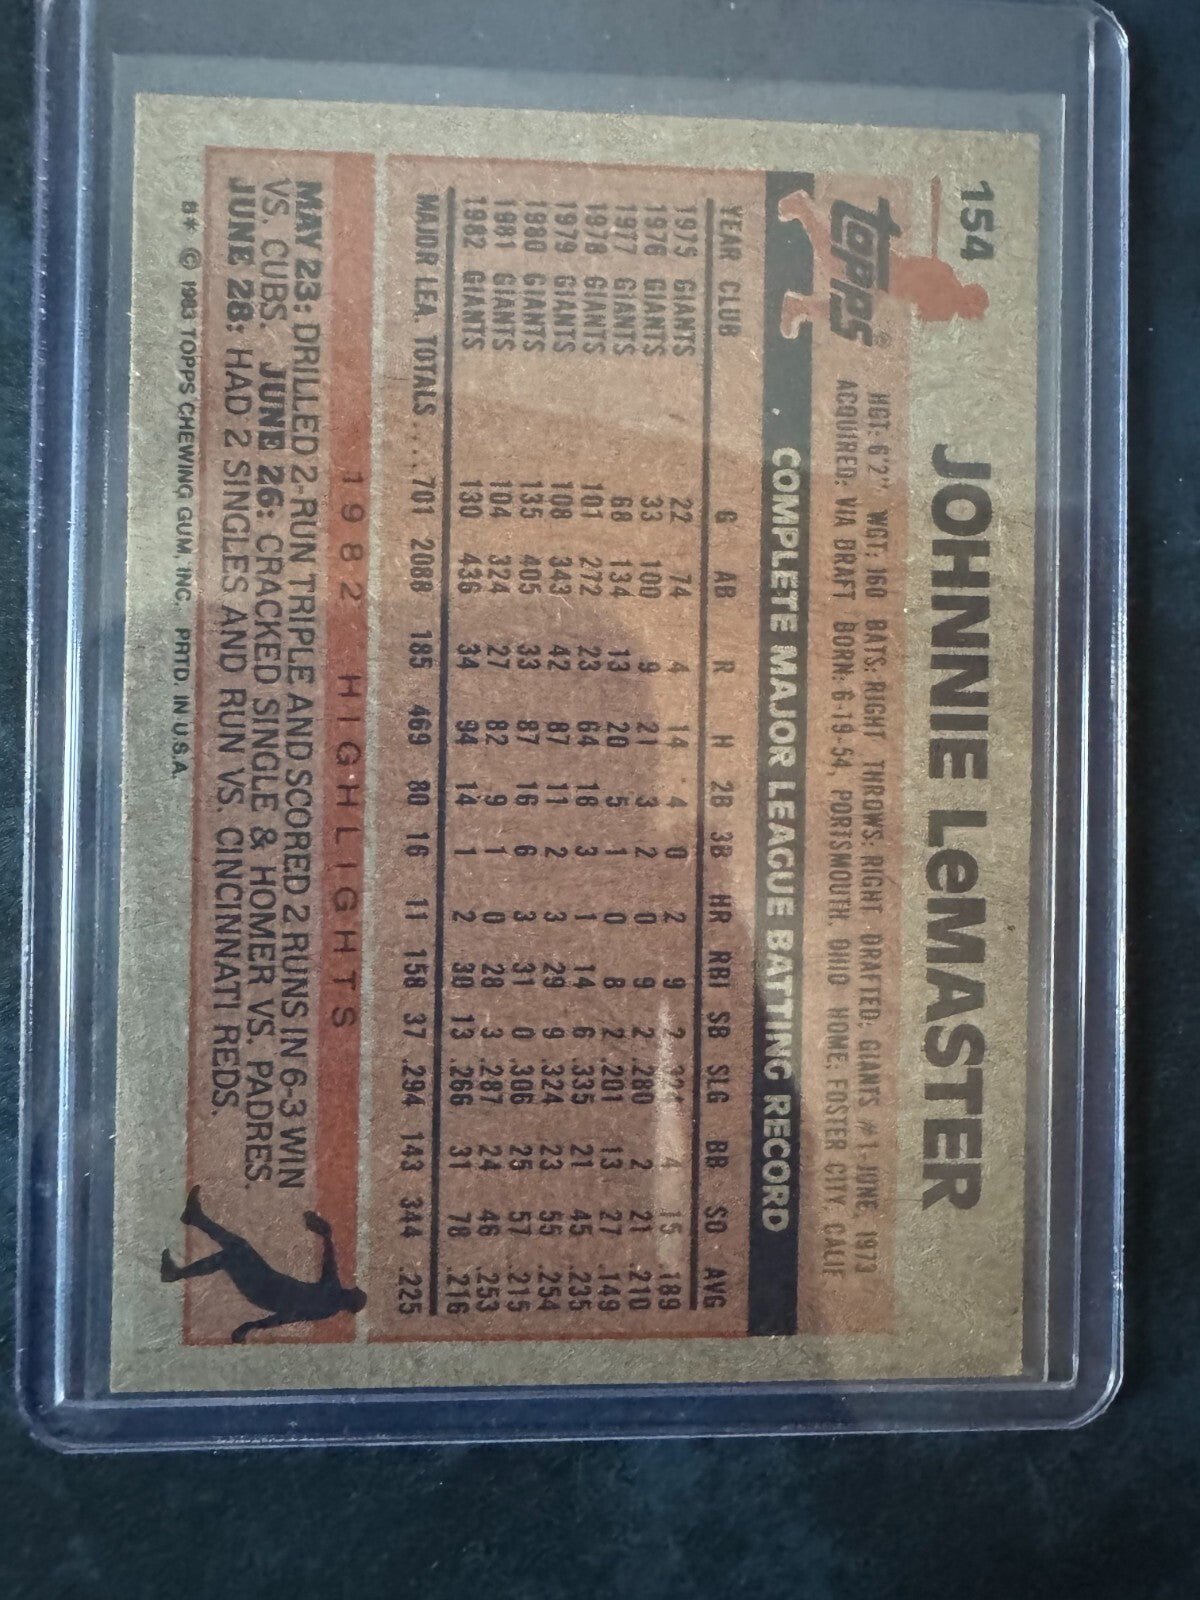 154
JOHNNIE LeMASTER
topps®
HGT: 6'2" WGT: 160 BATS: RIGHT THROWS: RIGHT DRAFTED: GIANTS #1-JUNE, 1973
ACQUIRED: VIA DRAFT BORN: 6-19-54, PORTSMOUTH, OHIO HOME: FOSTER CITY, CALIF
COMPLETE MAJOR LEAGUE BATTING RECORD
YEAR CLUB G AB R H 2B 3B HR RBI SB SLG BB SO AVG
1975 GIANTS 22 74 4 14 4 0 2 9 2 .324 4 15 .189
1976 GIANTS 33 100 9 21 3 2 0 9 2 .280 2 21 .210
1977 GIANTS 68 134 13 20 5 1 0 8 2 .201 13 27 .149
1978 GIANTS 101 272 23 64 18 3 1 14 6 .335 21 45 .235
1979 GIANTS 108 343 42 87 11 2 3 29 9 .324 23 55 .254
1980 GIANTS 135 405 33 87 16 6 3 31 0 .306 25 57 .215
1981 GIANTS 104 324 27 82 9 1 0 28 3 .287 24 46 .253
1982 GIANTS 130 436 34 94 14 1 2 30 13 .266 31 78 .216
MAJOR LEA. TOTALS....701 2088 185 469 80 16 11 158 37 .294 143 344 .225
1982 HIGHLIGHTS
MAY 23: DRILLED 2-RUN TRIPLE AND SCORED 2 RUNS IN 6-3 WIN
VS. CUBS. JUNE 26: CRACKED SINGLE & HOMER VS. PADRES.
JUNE 28: HAD 2 SINGLES AND RUN VS. CINCINNATI REDS.
B* © 1983 TOPPS CHEWING GUM, INC. PRTD. IN U.S.A.